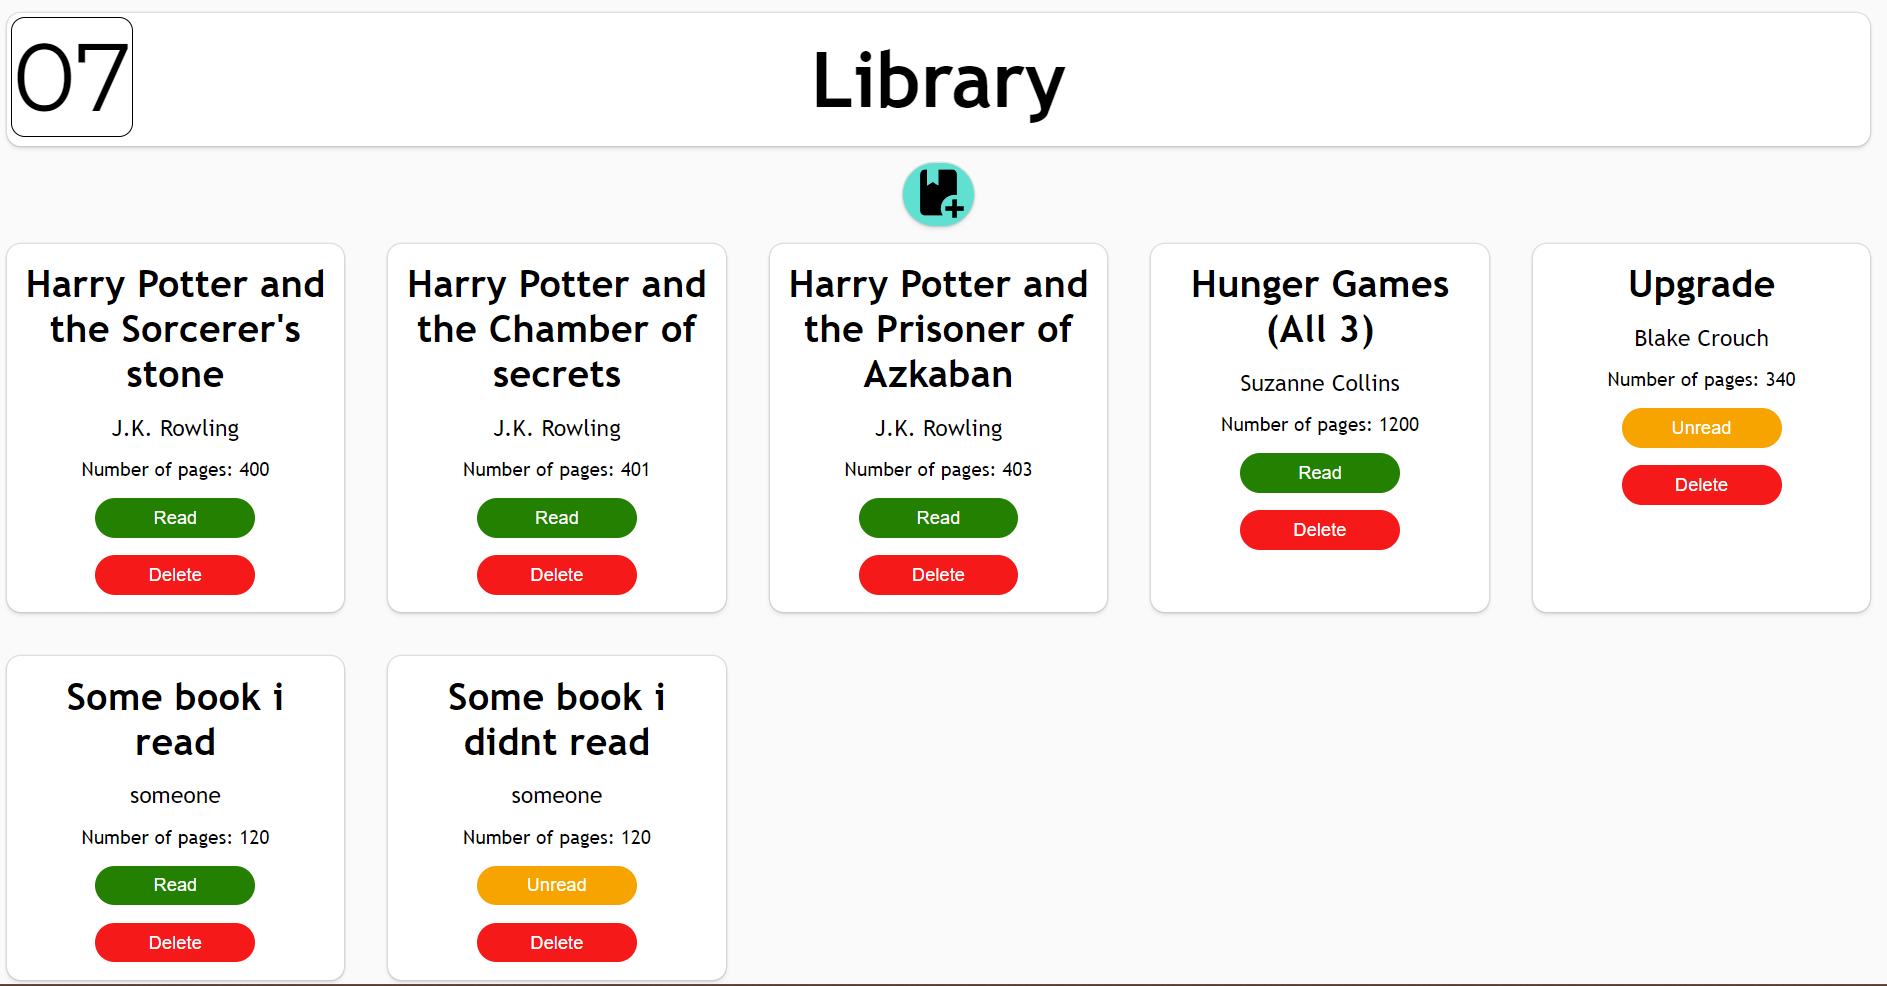 07
Library
Harry Potter and
the Sorcerer's
stone
J.K. Rowling
Number of pages: 400
Read
Delete
Harry Potter and
the Chamber of
secrets
J.K. Rowling
Number of pages: 401
Read
Delete
Harry Potter and
the Prisoner of
Azkaban
J.K. Rowling
Number of pages: 403
Read
Delete
Hunger Games
(All 3)
Suzanne Collins
Number of pages: 1200
Read
Delete
Upgrade
Blake Crouch
Number of pages: 340
Unread
Delete
Some book i
read
someone
Number of pages: 120
Read
Delete
Some book i
didnt read
someone
Number of pages: 120
Unread
Delete